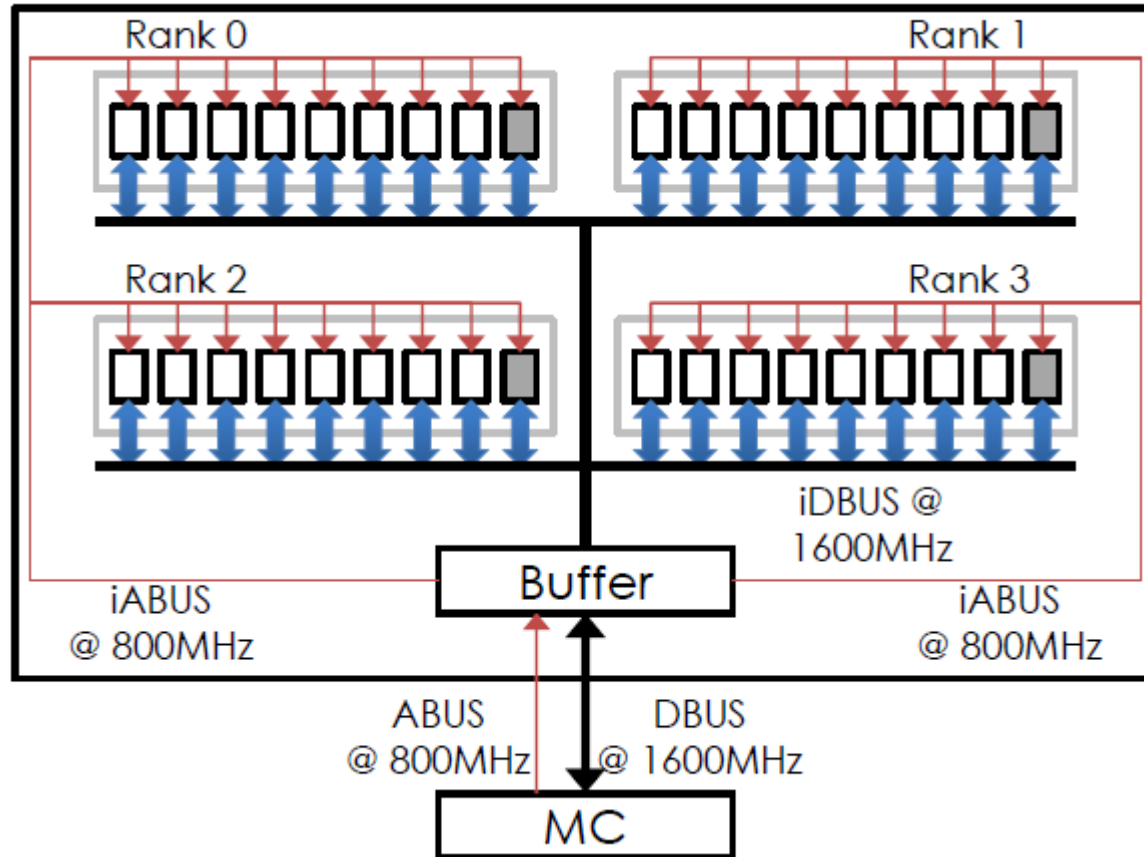 Rank 0
Rank 1
Rank 2
Rank 3
iDBUS @
1600MHz
Buffer
iABUS
@ 800MHz
iABUS
@ 800MHz
ABUS
@ 800MHz
DBUS
@ 1600MHz
MC